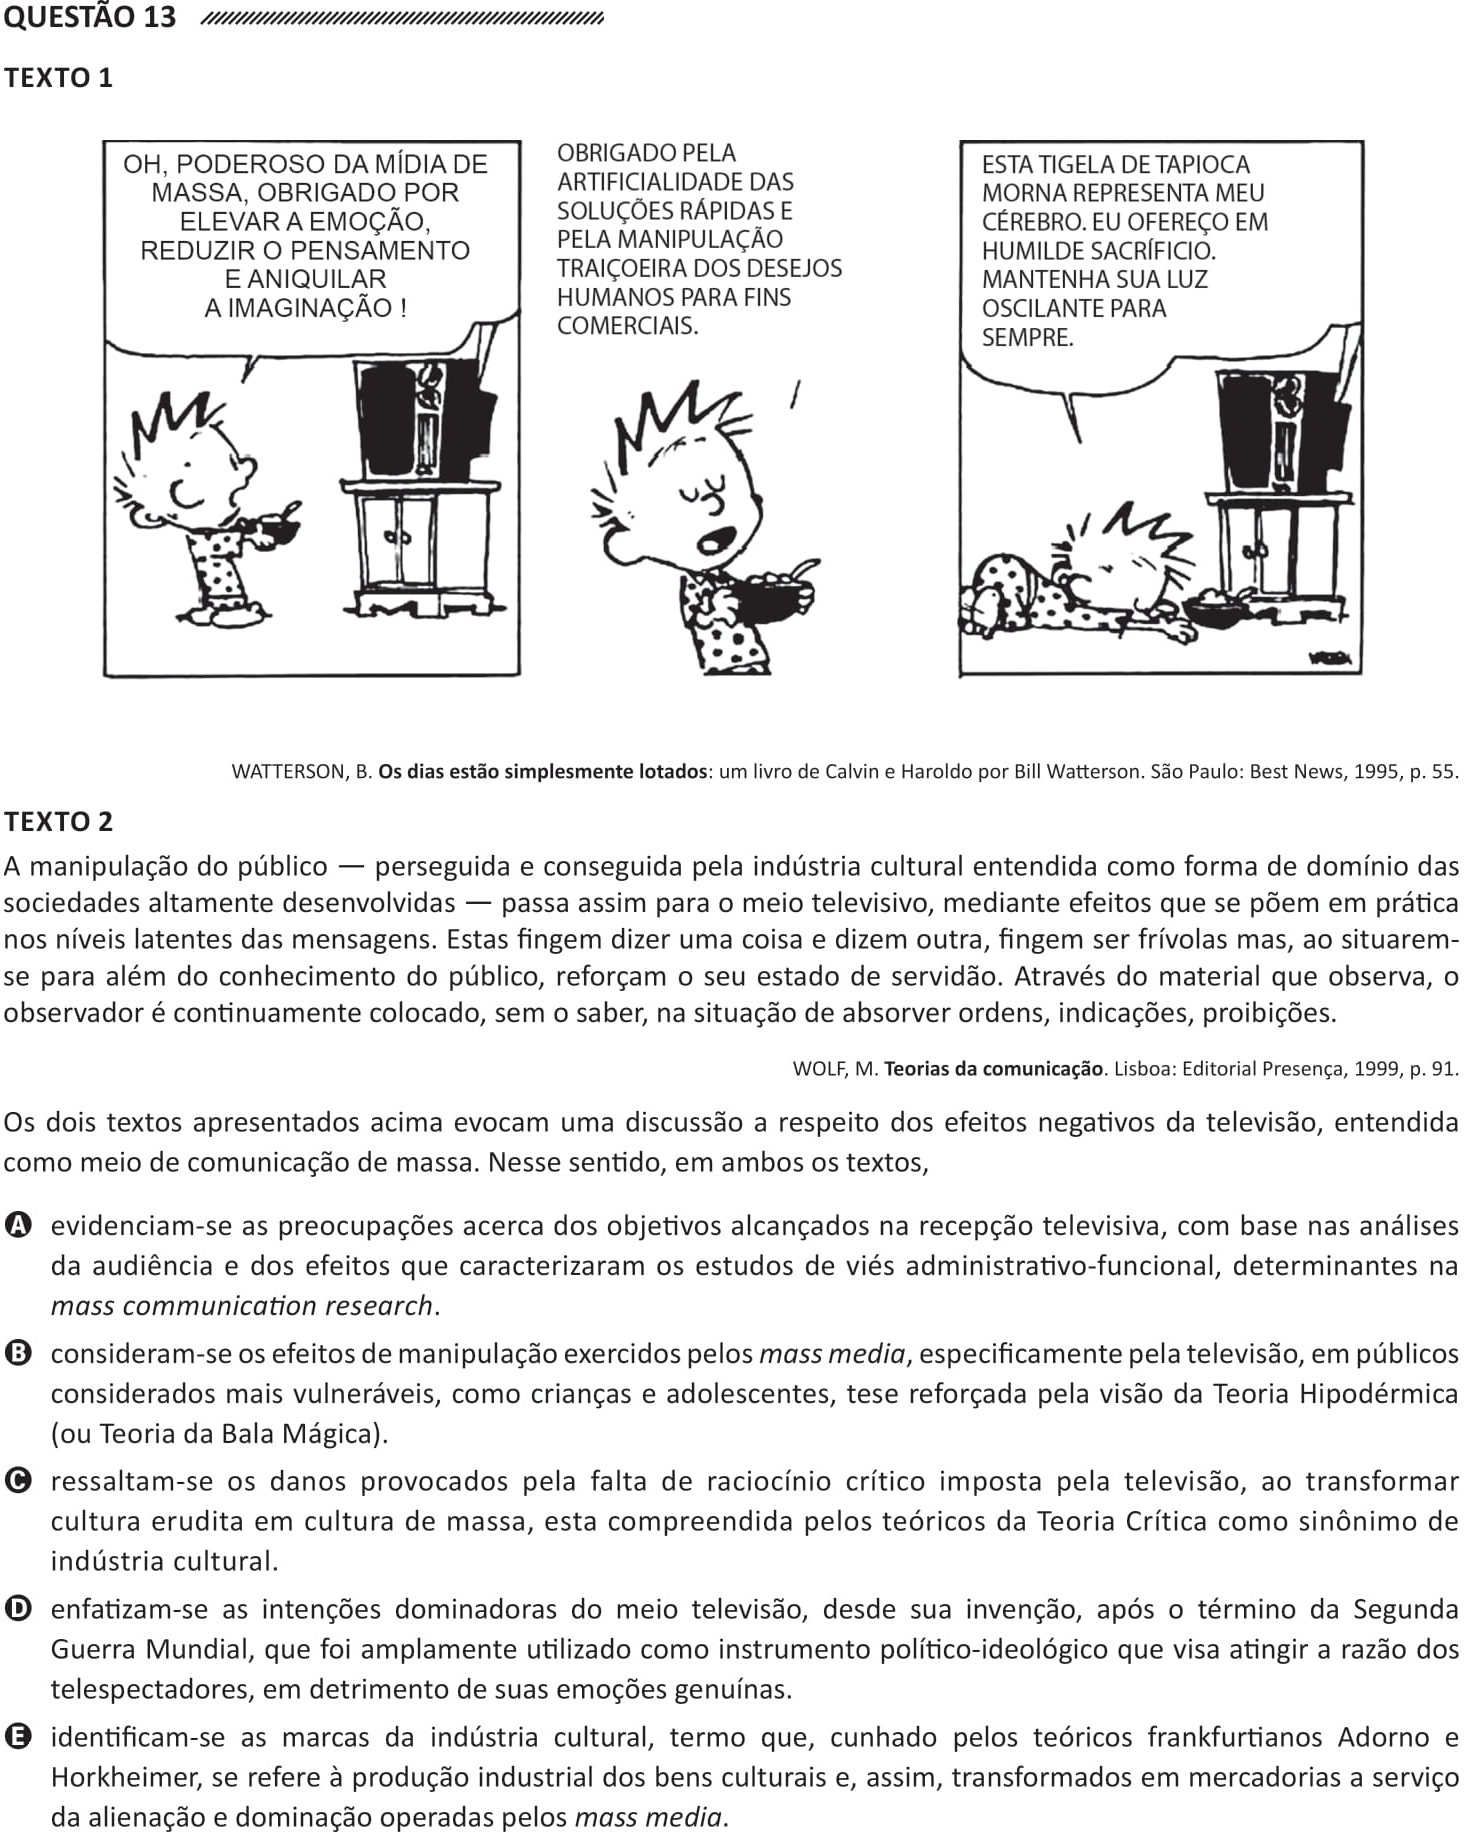 QUESTÃO 13
TEXTO 1
OH, PODEROSO DA MÍDIA DE
MASSA, OBRIGADO POR
ELEVAR A EMOÇÃO,
REDUZIR O PENSAMENTO
E ANIQUILAR
A IMAGINAÇÃO !
OBRIGADO PELA
ARTIFICIALIDADE DAS
SOLUÇÕES RÁPIDAS E
PELA MANIPULAÇÃO
TRAIÇOEIRA DOS DESEJOS
HUMANOS PARA FINS
COMERCIAIS.
ESTA TIGELA DE TAPIOCA
MORNA REPRESENTA MEU
CÉREBRO. EU OFEREÇO EM
HUMILDE SACRÍFICIO.
MANTENHA SUA LUZ
OSCILANTE PARA
SEMPRE.
WATTERSON, B. Os dias estão simplesmente lotados: um livro de Calvin e Haroldo por Bill Watterson. São Paulo: Best News, 1995, p. 55.
TEXTO 2
A manipulação do público — perseguida e conseguida pela indústria cultural entendida como forma de domínio das
sociedades altamente desenvolvidas — passa assim para o meio televisivo, mediante efeitos que se põem em prática
nos níveis latentes das mensagens. Estas fingem dizer uma coisa e dizem outra, fingem ser frívolas mas, ao situarem-
se para além do conhecimento do público, reforçam o seu estado de servidão. Através do material que observa, o
observador é continuamente colocado, sem o saber, na situação de absorver ordens, indicações, proibições.
WOLF, M. Teorias da comunicação. Lisboa: Editorial Presença, 1999, p. 91.
Os dois textos apresentados acima evocam uma discussão a respeito dos efeitos negativos da televisão, entendida
como meio de comunicação de massa. Nesse sentido, em ambos os textos,
A evidenciam-se as preocupações acerca dos objetivos alcançados na recepção televisiva, com base nas análises
da audiência e dos efeitos que caracterizaram os estudos de viés administrativo-funcional, determinantes na
mass communication research.
B consideram-se os efeitos de manipulação exercidos pelos mass media, especificamente pela televisão, em públicos
considerados mais vulneráveis, como crianças e adolescentes, tese reforçada pela visão da Teoria Hipodérmica
(ou Teoria da Bala Mágica).
C ressaltam-se os danos provocados pela falta de raciocínio crítico imposta pela televisão, ao transformar
cultura erudita em cultura de massa, esta compreendida pelos teóricos da Teoria Crítica como sinônimo de
indústria cultural.
D enfatizam-se as intenções dominadoras do meio televisão, desde sua invenção, após o término da Segunda
Guerra Mundial, que foi amplamente utilizado como instrumento político-ideológico que visa atingir a razão dos
telespectadores, em detrimento de suas emoções genuínas.
E identificam-se as marcas da indústria cultural, termo que, cunhado pelos teóricos frankfurtianos Adorno e
Horkheimer, se refere à produção industrial dos bens culturais e, assim, transformados em mercadorias a serviço
da alienação e dominação operadas pelos mass media.